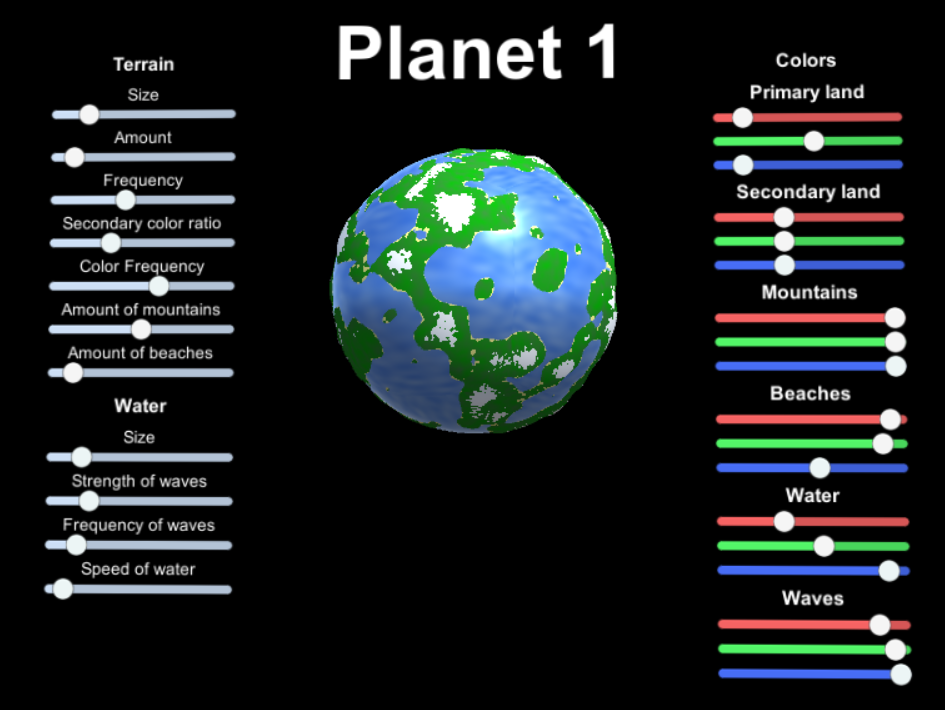 Planet 1
Terrain
Size
Amount
Frequency
Secondary color ratio
Color Frequency
Amount of mountains
Amount of beaches
Water
Size
Strength of waves
Frequency of waves
Speed of water
Colors
Primary land
Secondary land
Mountains
Beaches
Water
Waves